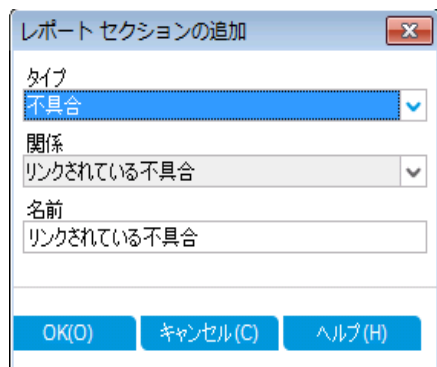 レポート セクションの追加
タイプ
不具合
関係
リンクされている不具合
名前
リンクされている不具合
OK(O) キャンセル(C) ヘルプ(H)